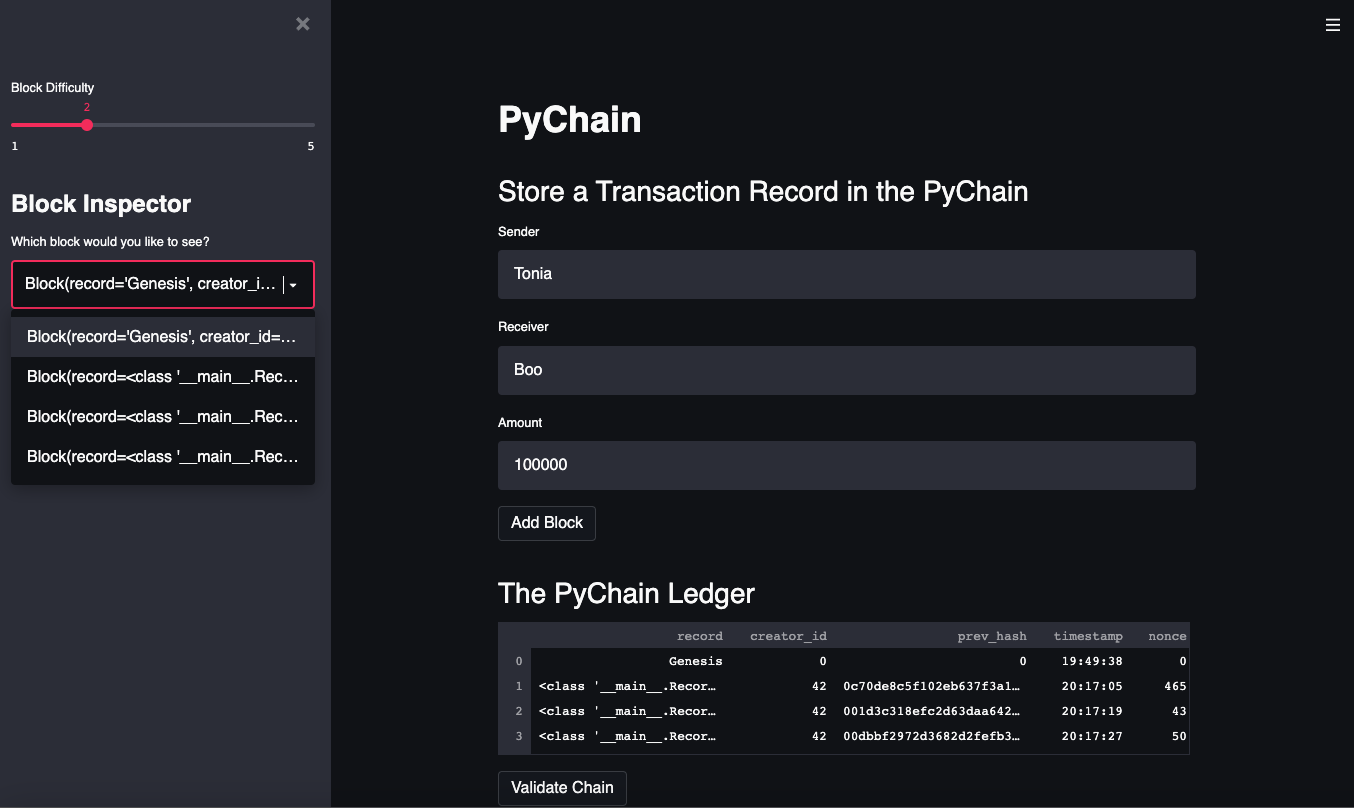 Block Difficulty
2
1 5
Block Inspector
Which block would you like to see?
Block(record='Genesis', creator_i...
Block(record='Genesis', creator_id=...
Block(record=<class '__main__.Rec...
Block(record=<class '__main__.Rec...
Block(record=<class '__main__.Rec...
PyChain
Store a Transaction Record in the PyChain
Sender
Tonia
Receiver
Boo
Amount
100000
Add Block
The PyChain Ledger
record creator_id prev_hash timestamp nonce
0 Genesis 0 0 19:49:38 0
1 <class '__main__.Recor… 42 0c70de8c5f102eb637f3a1… 20:17:05 465
2 <class '__main__.Recor… 42 001d3c318efc2d63daa642… 20:17:19 43
3 <class '__main__.Recor… 42 00dbbf2972d3682d2fefb3… 20:17:27 50
Validate Chain